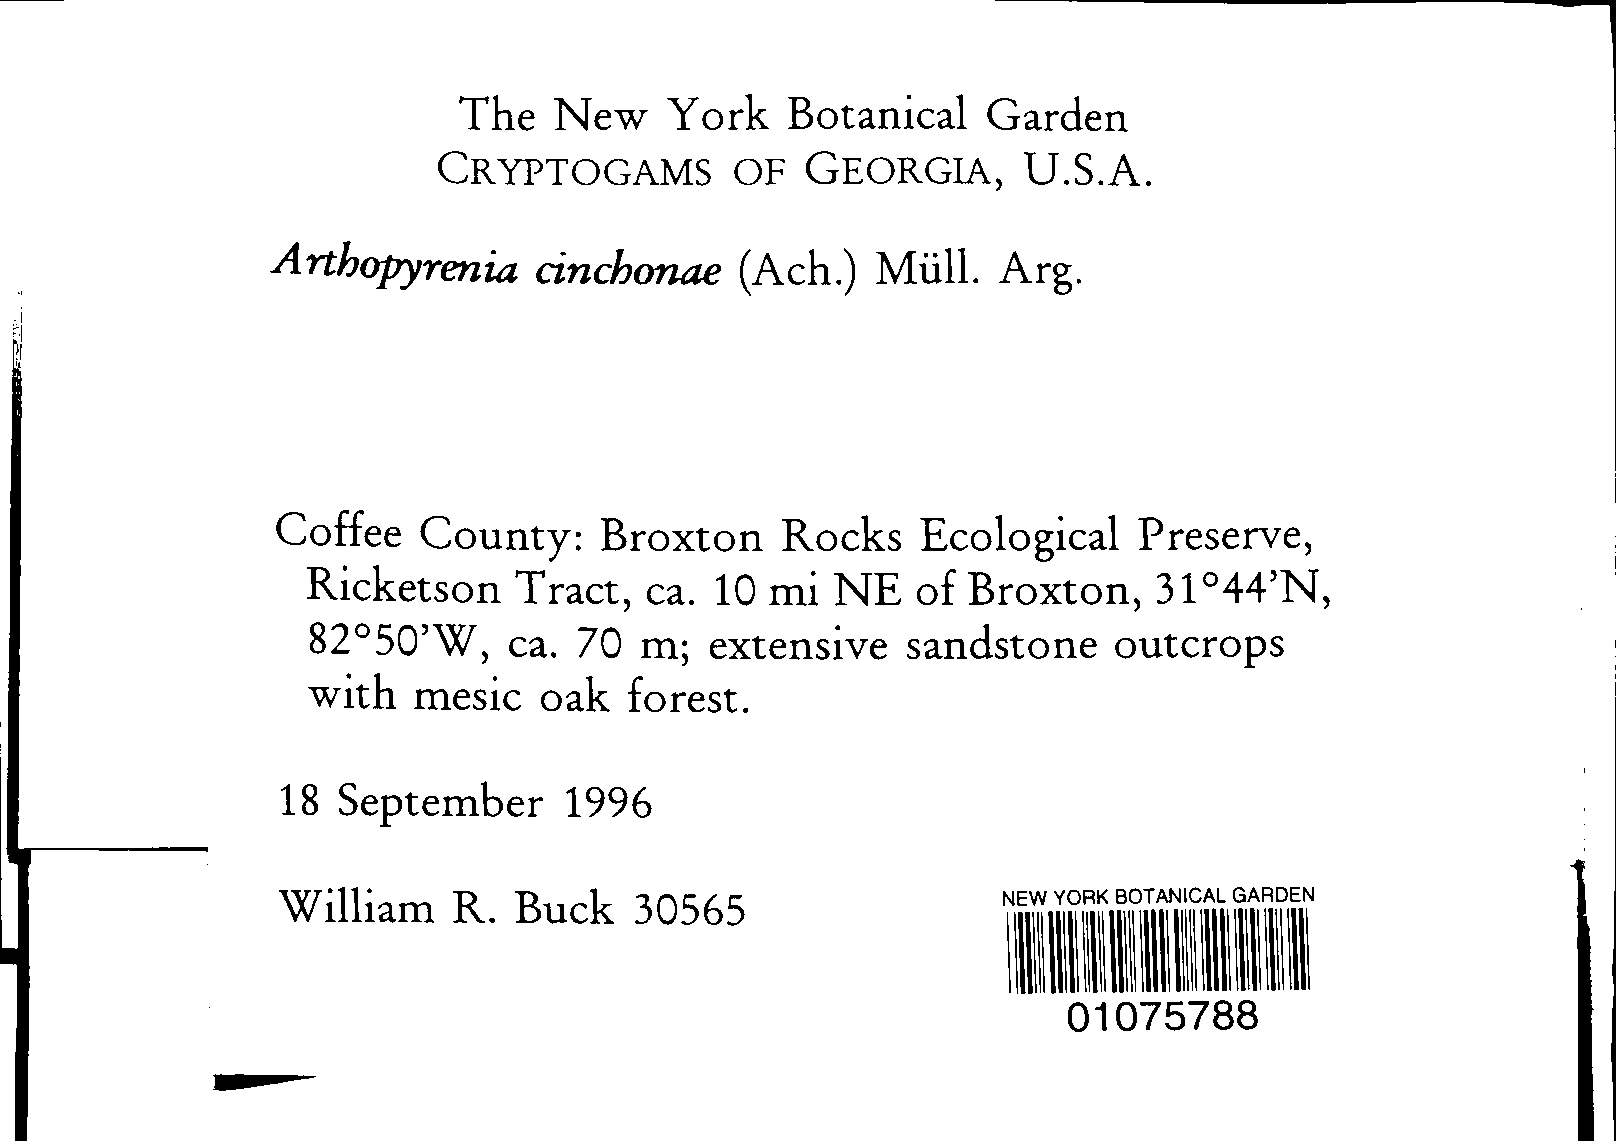 The New York Botanical Garden
CRYPTOGAMS OF GEORGIA, U.S.A.
Arthopyrenia cinchonae (Ach.) Müll. Arg.
Coffee County: Broxton Rocks Ecological Preserve,
Ricketson Tract, ca. 10 mi NE of Broxton, 31°44'N,
82°50'W, ca. 70 m; extensive sandstone outcrops
with mesic oak forest.
18 September 1996
William R. Buck 30565
NEW YORK BOTANICAL GARDEN
01075788